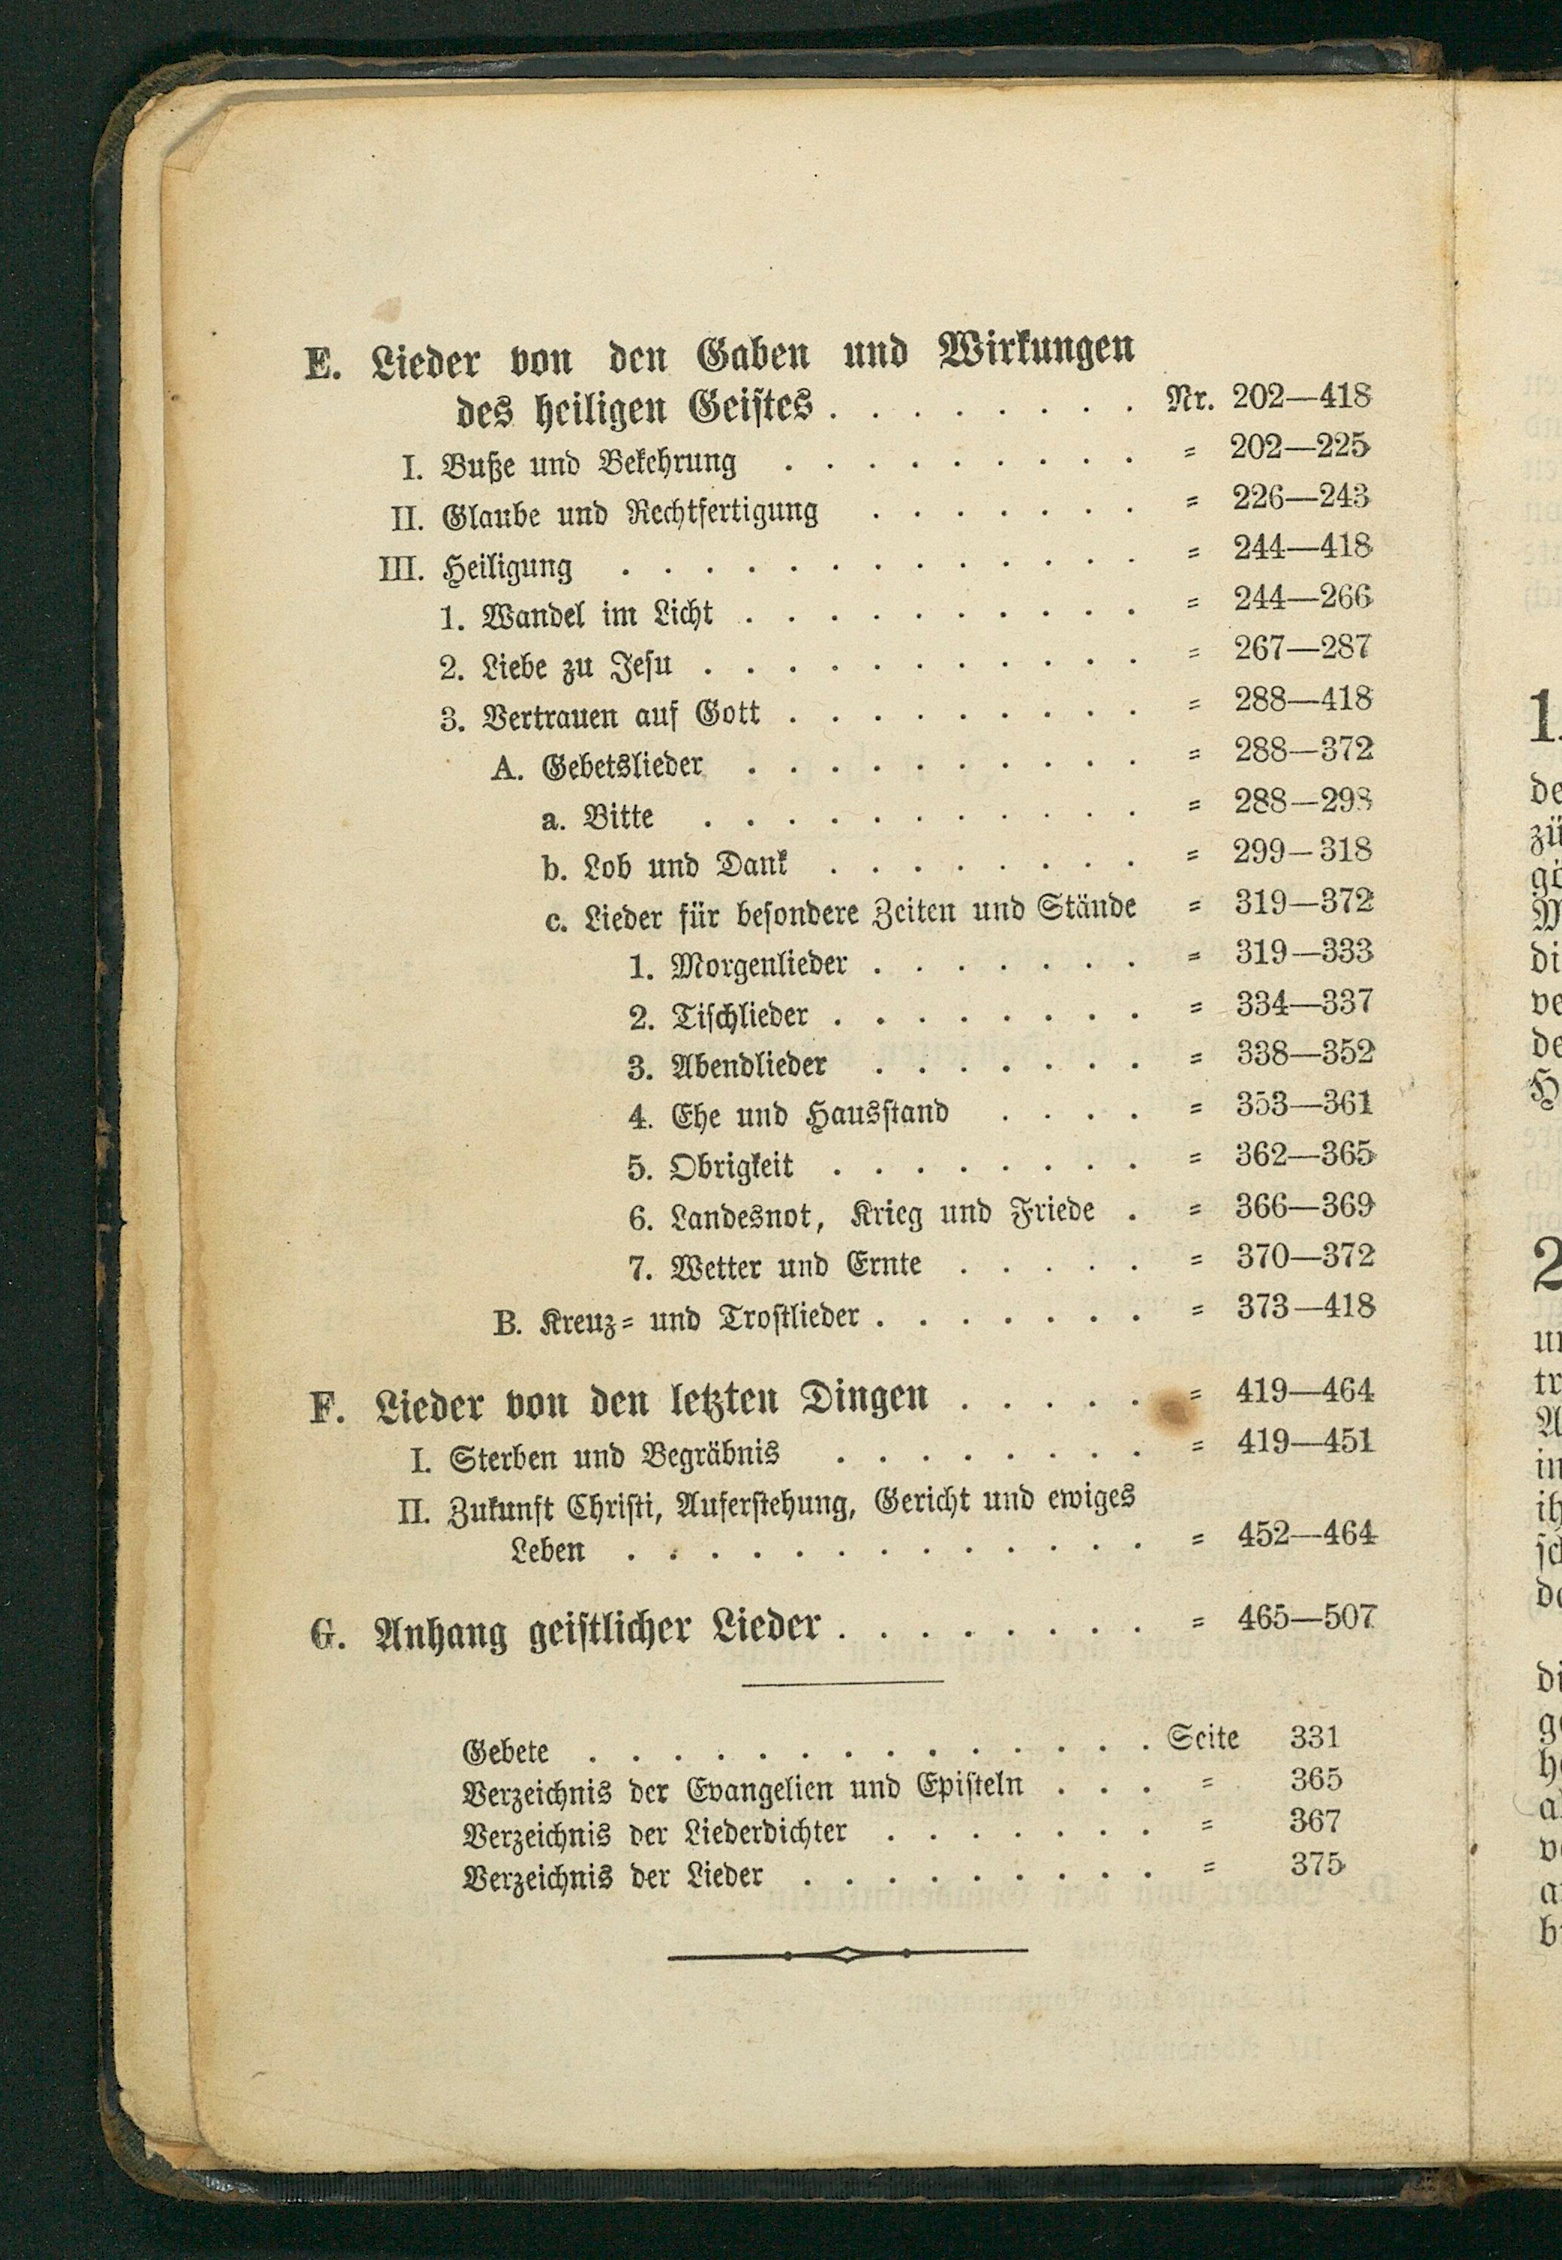 E. Lieder von den Gaben und Wirkungen
des heiligen Geistes . . . . . . . . Nr. 202—418
I. Buße und Bekehrung . . . . . . . . . = 202—225
II. Glaube und Rechtfertigung . . . . . . . = 226—243
III. Heiligung . . . . . . . . . . . . . = 244—418
1. Wandel im Licht . . . . . . . . . . = 244—266
2. Liebe zu Jesu . . . . . . . . . . . = 267—287
3. Vertrauen auf Gott . . . . . . . . . = 288—418
A. Gebetslieder . . . . . . . . . . = 288—372
a. Bitte . . . . . . . . . . . = 288—298
b. Lob und Dank . . . . . . . . = 299—318
c. Lieder für besondere Zeiten und Stände = 319—372
1. Morgenlieder . . . . . . . = 319—333
2. Tischlieder . . . . . . . . = 334—337
3. Abendlieder . . . . . . . = 338—352
4. Ehe und Hausstand . . . . = 353—361
5. Obrigkeit . . . . . . . . = 362—365
6. Landesnot, Krieg und Friede . = 366—369
7. Wetter und Ernte . . . . . = 370—372
B. Kreuz= und Trostlieder . . . . . . . = 373—418
F. Lieder von den letzten Dingen . . . . . = 419—464
I. Sterben und Begräbnis . . . . . . . . = 419—451
II. Zukunft Christi, Auferstehung, Gericht und ewiges
Leben . . . . . . . . . . . . . = 452—464
G. Anhang geistlicher Lieder . . . . . . . . = 465—507
Gebete . . . . . . . . . . . . . . Seite 331
Verzeichnis der Evangelien und Episteln . . . = 365
Verzeichnis der Liederdichter . . . . . . . = 367
Verzeichnis der Lieder . . . . . . . . . = 375